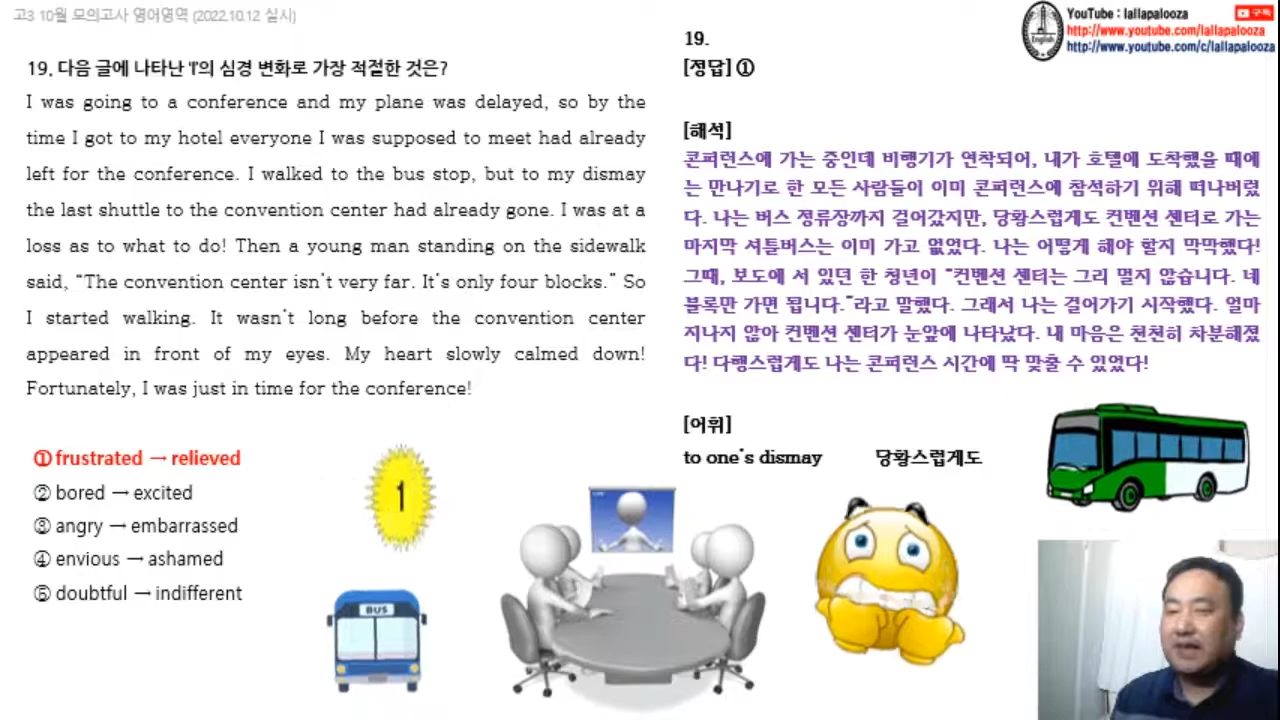 고3 10월 모의고사 영어영역 (2022.10.12 실시)
19. 다음 글에 나타난 'I'의 심경 변화로 가장 적절한 것은?
I was going to a conference and my plane was delayed, so by the
time I got to my hotel everyone I was supposed to meet had already
left for the conference. I walked to the bus stop, but to my dismay
the last shuttle to the convention center had already gone. I was at a
loss as to what to do! Then a young man standing on the sidewalk
said, “The convention center isn't very far. It's only four blocks.” So
I started walking. It wasn't long before the convention center
appeared in front of my eyes. My heart slowly calmed down!
Fortunately, I was just in time for the conference!
① frustrated → relieved
② bored → excited
③ angry → embarrassed
④ envious → ashamed
⑤ doubtful → indifferent
1
BUS
19.
[정답] ①
[해석]
콘퍼런스에 가는 중인데 비행기가 연착되어, 내가 호텔에 도착했을 때에
는 만나기로 한 모든 사람들이 이미 콘퍼런스에 참석하기 위해 떠나버렸
다. 나는 버스 정류장까지 걸어갔지만, 당황스럽게도 컨벤션 센터로 가는
마지막 셔틀버스는 이미 가고 없었다. 나는 어떻게 해야 할지 막막했다!
그때, 보도에 서 있던 한 청년이 “컨벤션 센터는 그리 멀지 않습니다. 네
블록만 가면 됩니다.”라고 말했다. 그래서 나는 걸어가기 시작했다. 얼마
지나지 않아 컨벤션 센터가 눈앞에 나타났다. 내 마음은 천천히 차분해졌
다! 다행스럽게도 나는 콘퍼런스 시간에 딱 맞출 수 있었다!
[어휘]
to one's dismay 당황스럽게도
English
YouTube : lallapalooza
구독
http://www.youtube.com/lallapalooza
http://www.youtube.com/c/lallapalooza